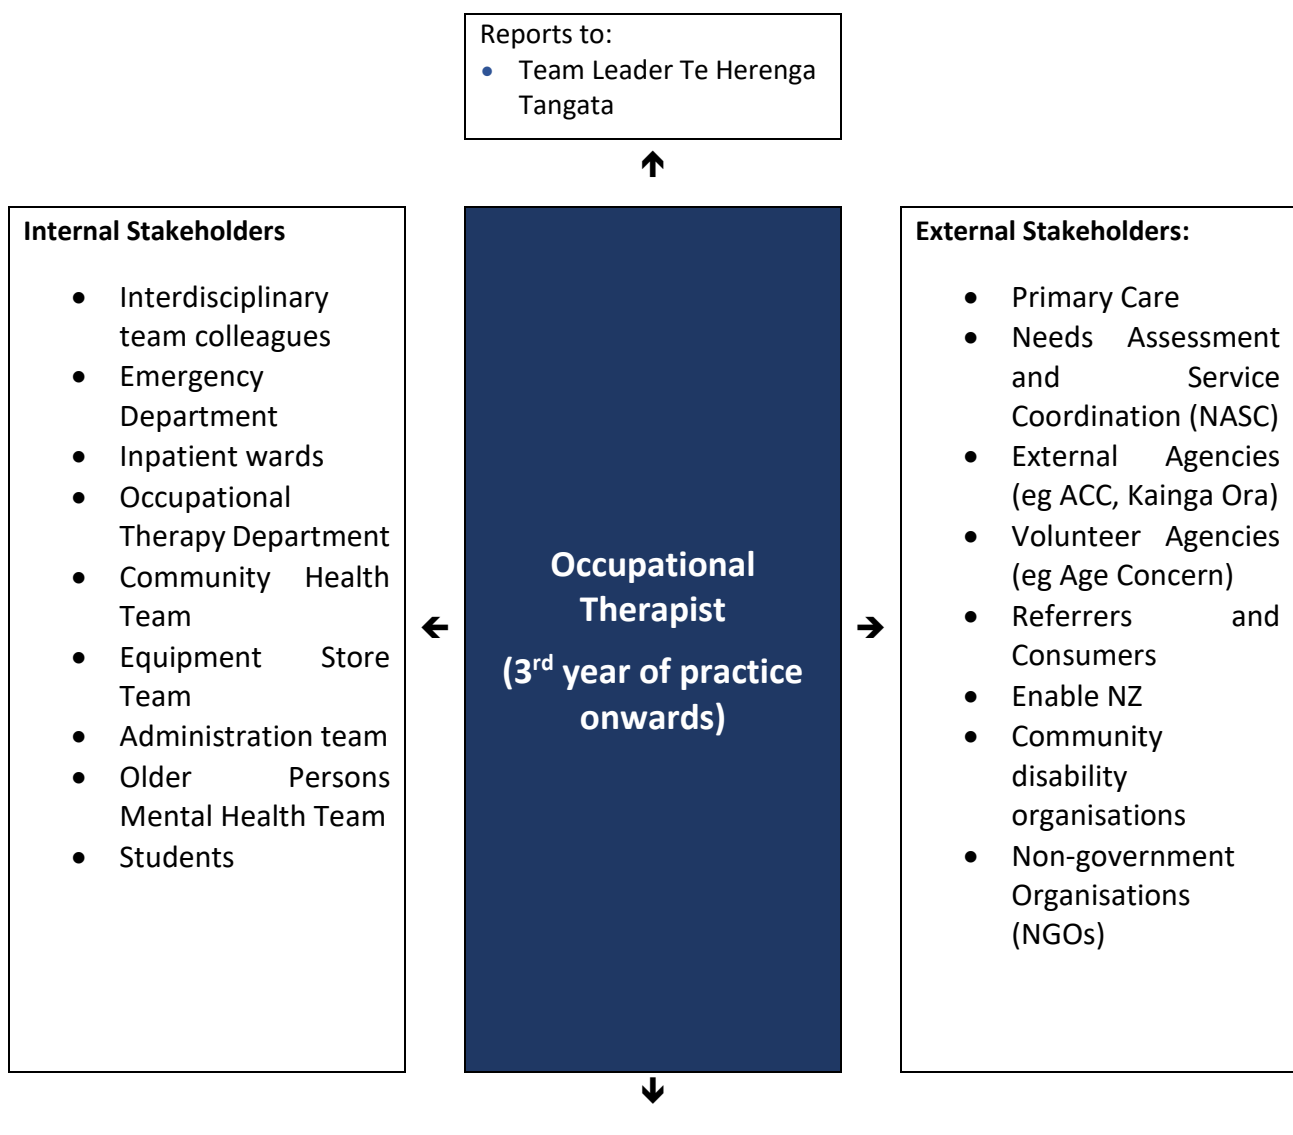 Reports to:
• Team Leader Te Herenga
Tangata
Internal Stakeholders
• Interdisciplinary
team colleagues
• Emergency
Department
• Inpatient wards
• Occupational
Therapy Department
• Community Health
Team
• Equipment Store
Team
• Administration team
• Older Persons
Mental Health Team
• Students
Occupational
Therapist
(3rd year of practice
onwards)
External Stakeholders:
• Primary Care
• Needs Assessment
and Service
Coordination (NASC)
• External Agencies
(eg ACC, Kainga Ora)
• Volunteer Agencies
(eg Age Concern)
• Referrers and
Consumers
• Enable NZ
• Community
disability
organisations
• Non-government
Organisations
(NGOs)